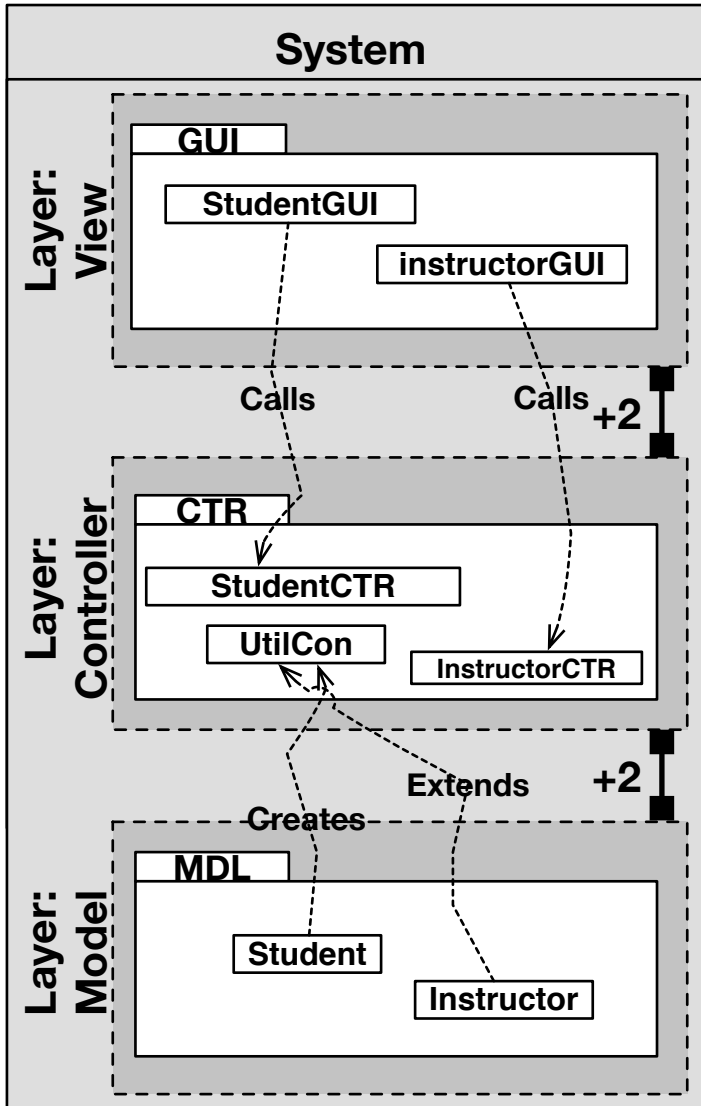 System
Layer:
View
GUI
StudentGUI
instructorGUI
Calls
Calls
+2
Layer:
Controller
CTR
StudentCTR
UtilCon
InstructorCTR
+2
Extends
Creates
Layer:
Model
MDL
Student
Instructor